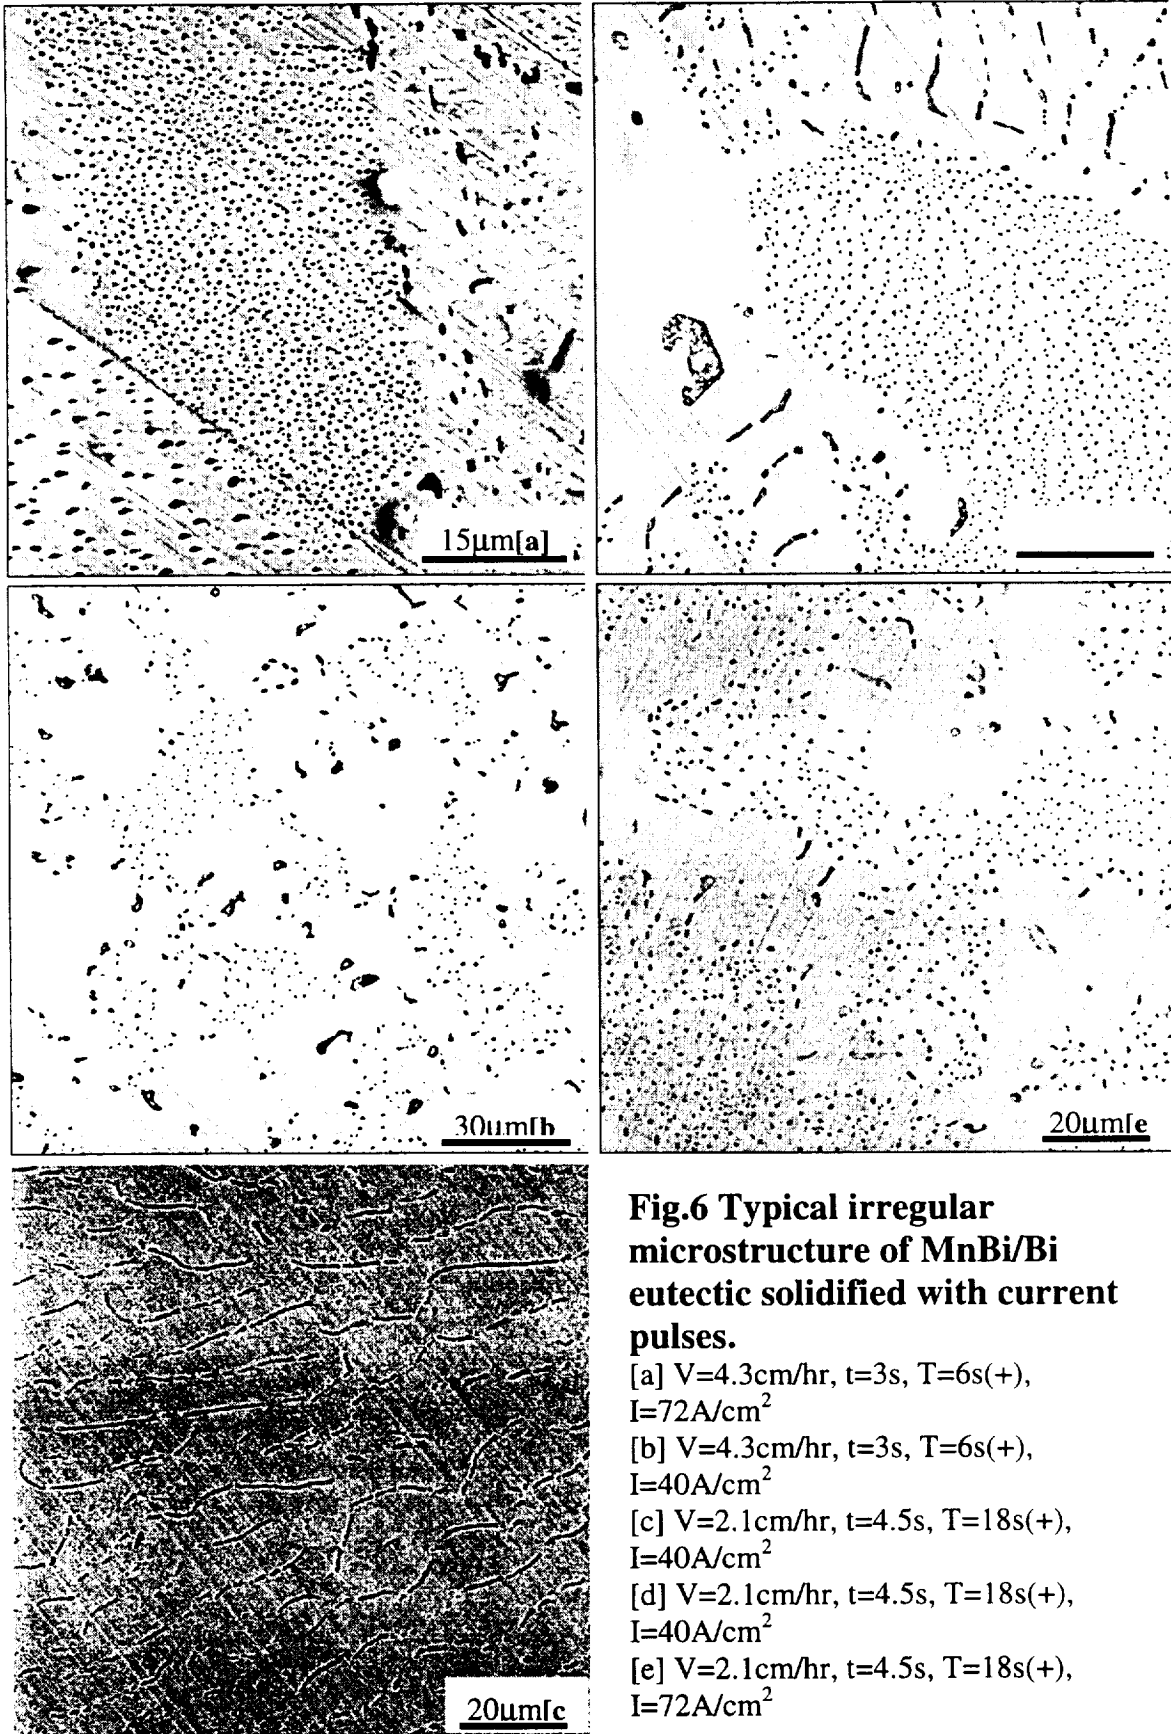 15μm[a]
30μm[b
20μm[e
20μm[c
Fig.6 Typical irregular
microstructure of MnBi/Bi
eutectic solidified with current
pulses.
[a] V=4.3cm/hr, t=3s, T=6s(+),
I=72A/cm²
[b] V=4.3cm/hr, t=3s, T=6s(+),
I=40A/cm²
[c] V=2.1cm/hr, t=4.5s, T=18s(+),
I=40A/cm²
[d] V=2.1cm/hr, t=4.5s, T=18s(+),
I=40A/cm²
[e] V=2.1cm/hr, t=4.5s, T=18s(+),
I=72A/cm²